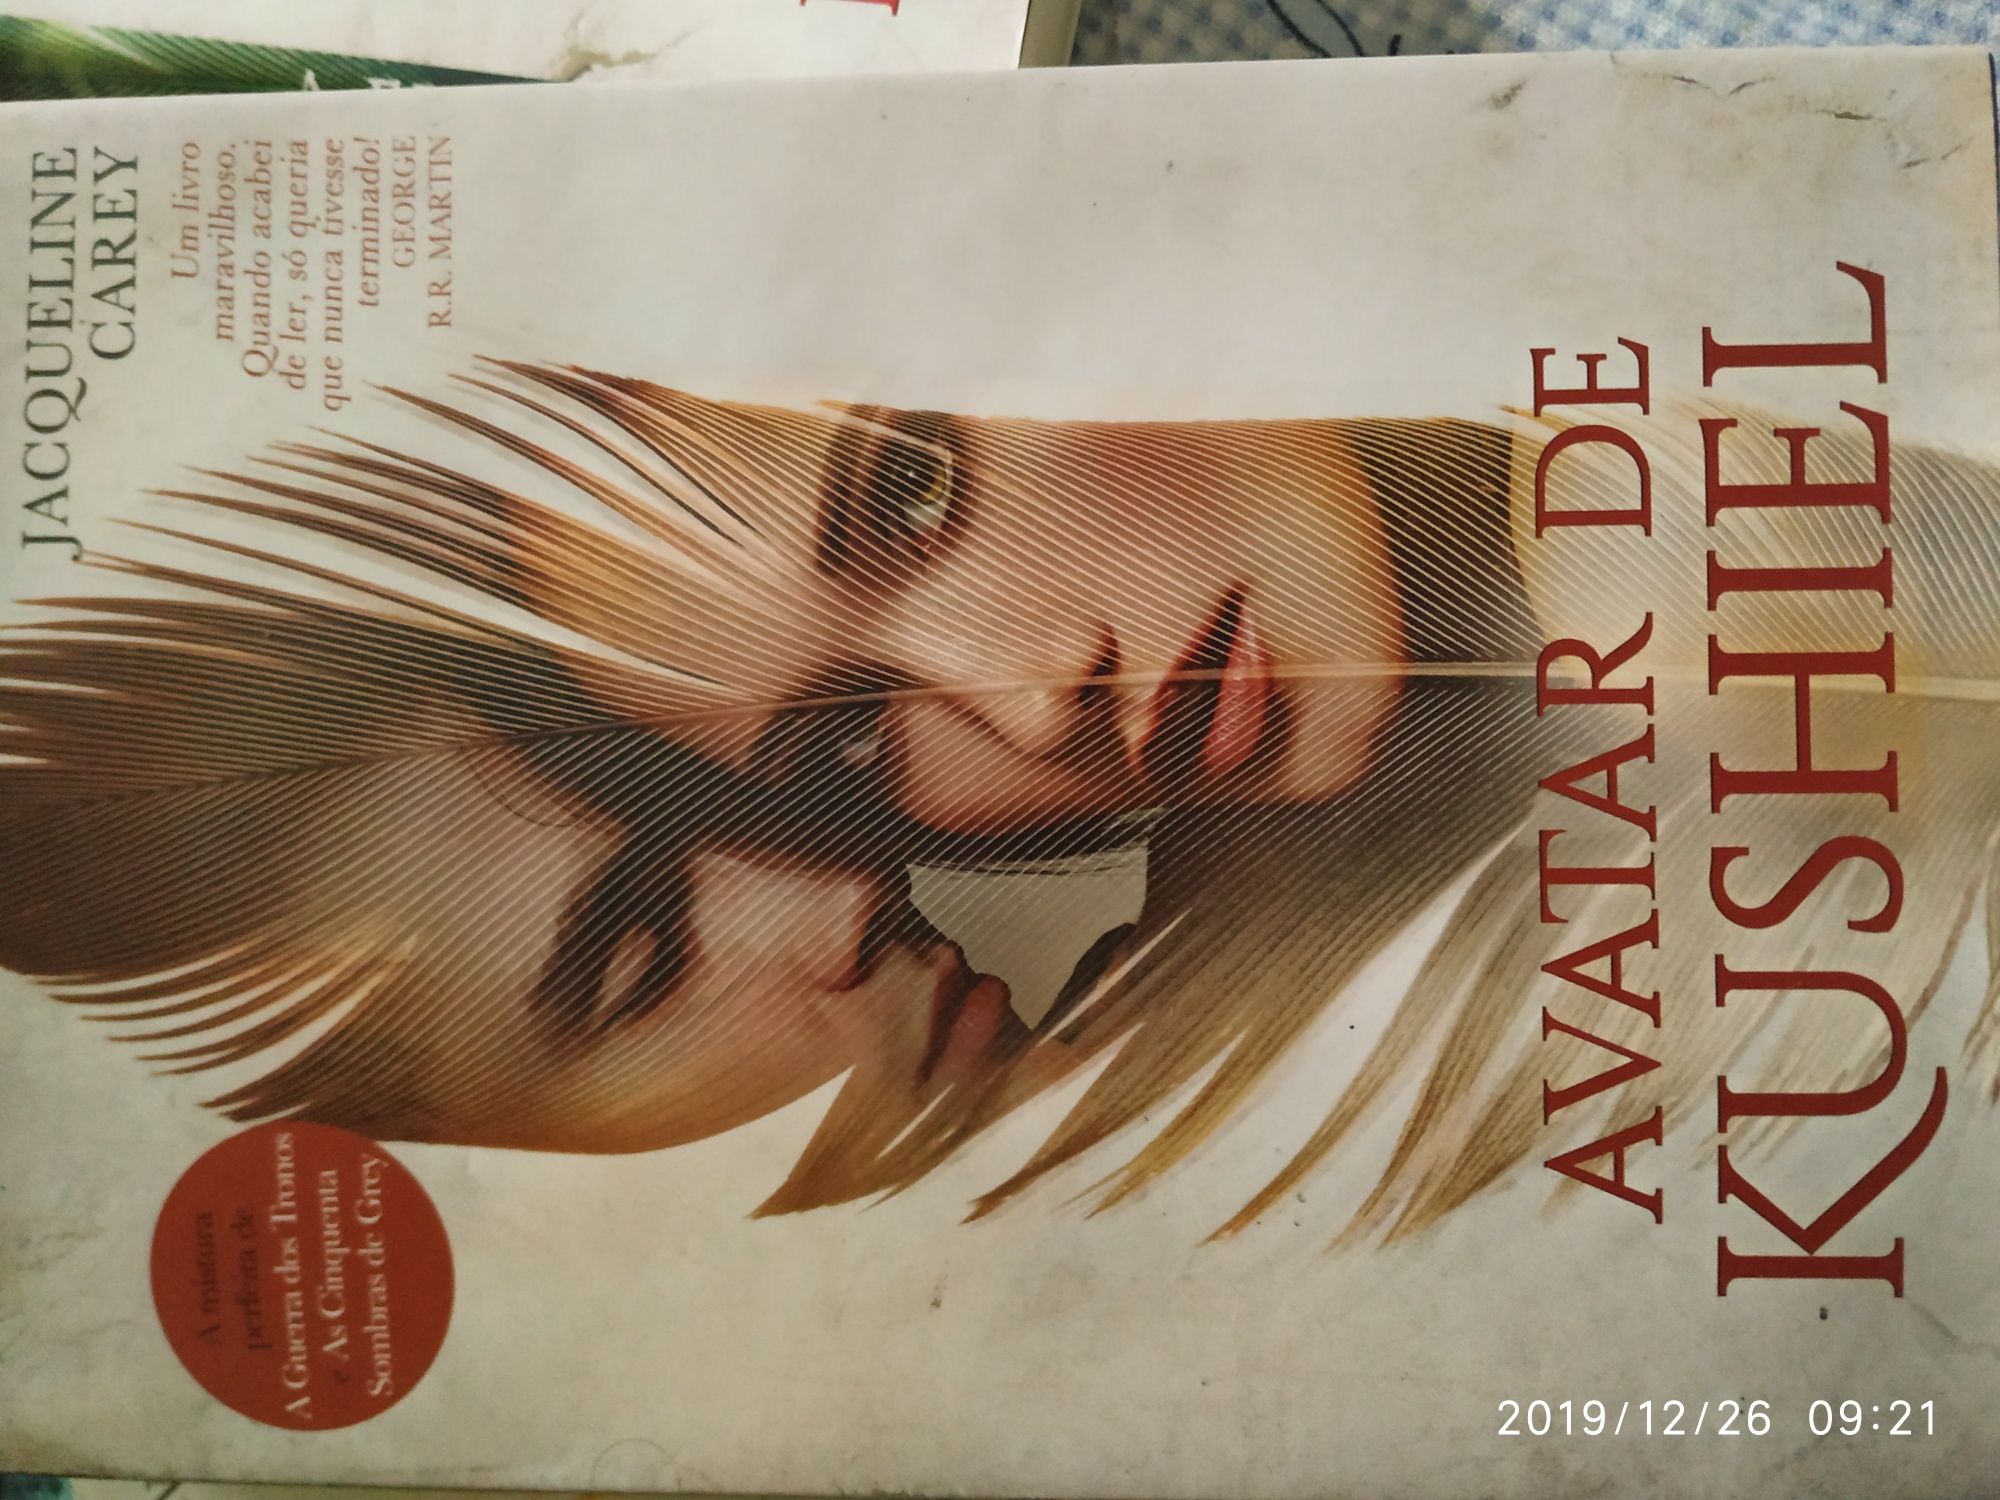 JACQUELINE
CAREY
Um livro
maravilhoso.
Quando acabei
de ler, só queria
que nunca tivesse
terminado!
GEORGE
R.R. MARTIN
A mistura
perfeita de
A Guerra dos Tronos
e As Cinquenta
Sombras de Grey
AVATAR DE
KUSHIEL
2019/12/26 09:21